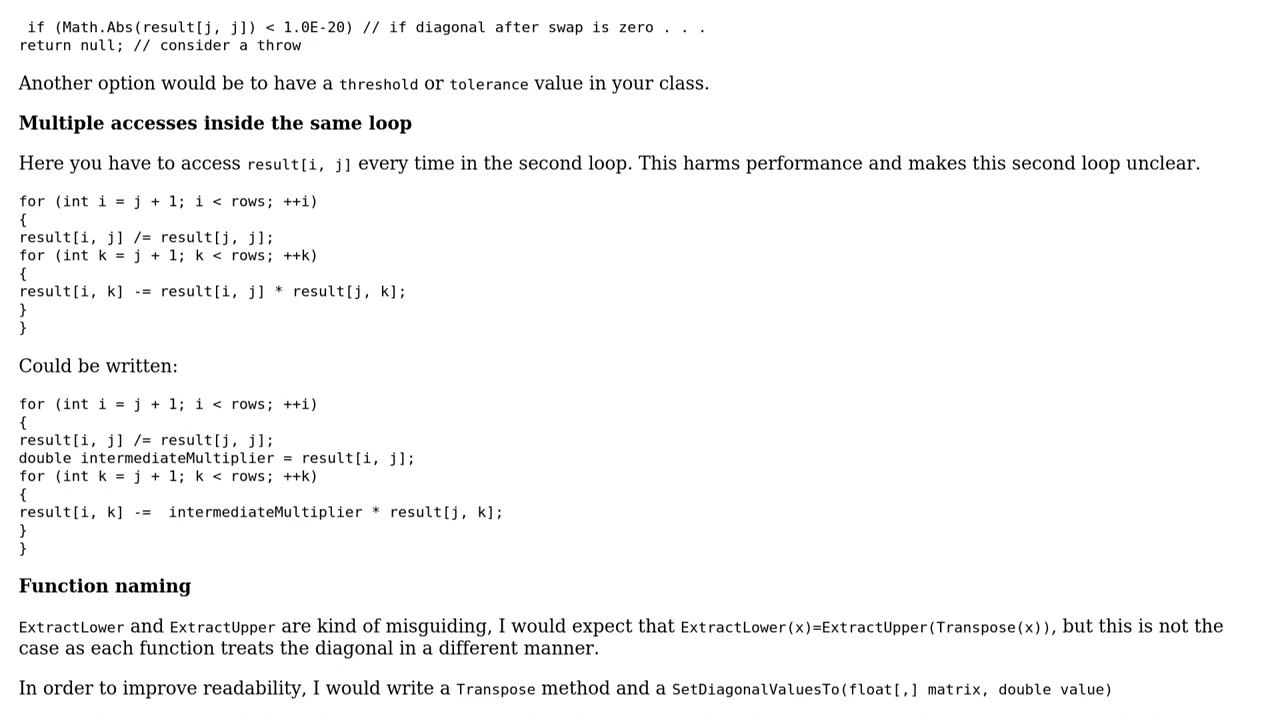 if (Math.Abs(result[j, j]) < 1.0E-20) // if diagonal after swap is zero . . .
return null; // consider a throw
Another option would be to have a threshold or tolerance value in your class.
Multiple accesses inside the same loop
Here you have to access result[i, j] every time in the second loop. This harms performance and makes this second loop unclear.
for (int i = j + 1; i < rows; ++i)
{
result[i, j] /= result[j, j];
for (int k = j + 1; k < rows; ++k)
{
result[i, k] -= result[i, j] * result[j, k];
}
}
Could be written:
for (int i = j + 1; i < rows; ++i)
{
result[i, j] /= result[j, j];
double intermediateMultiplier = result[i, j];
for (int k = j + 1; k < rows; ++k)
{
result[i, k] -=  intermediateMultiplier * result[j, k];
}
}
Function naming
ExtractLower and ExtractUpper are kind of misguiding, I would expect that ExtractLower(x)=ExtractUpper(Transpose(x)), but this is not the
case as each function treats the diagonal in a different manner.
In order to improve readability, I would write a Transpose method and a SetDiagonalValuesTo(float[,] matrix, double value)